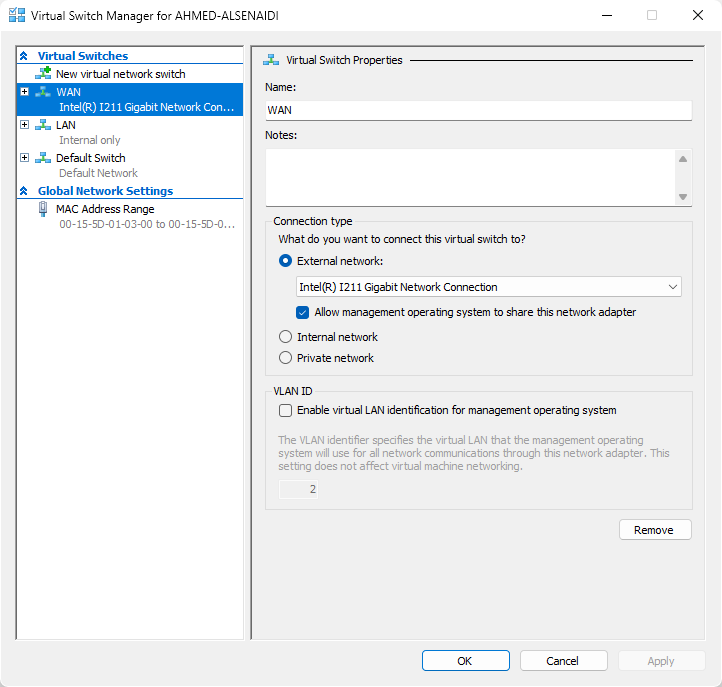 Virtual Switch Manager for AHMED-ALSENAIDI
Virtual Switches
New virtual network switch
WAN
Intel(R) I211 Gigabit Network Con...
LAN
Internal only
Default Switch
Default Network
Global Network Settings
MAC Address Range
00-15-5D-01-03-00 to 00-15-5D-0...
Virtual Switch Properties
Name:
WAN
Notes:
Connection type
What do you want to connect this virtual switch to?
External network:
Intel(R) I211 Gigabit Network Connection
Allow management operating system to share this network adapter
Internal network
Private network
VLAN ID
Enable virtual LAN identification for management operating system
The VLAN identifier specifies the virtual LAN that the management operating
system will use for all network communications through this network adapter. This
setting does not affect virtual machine networking.
2
Remove
OK
Cancel
Apply